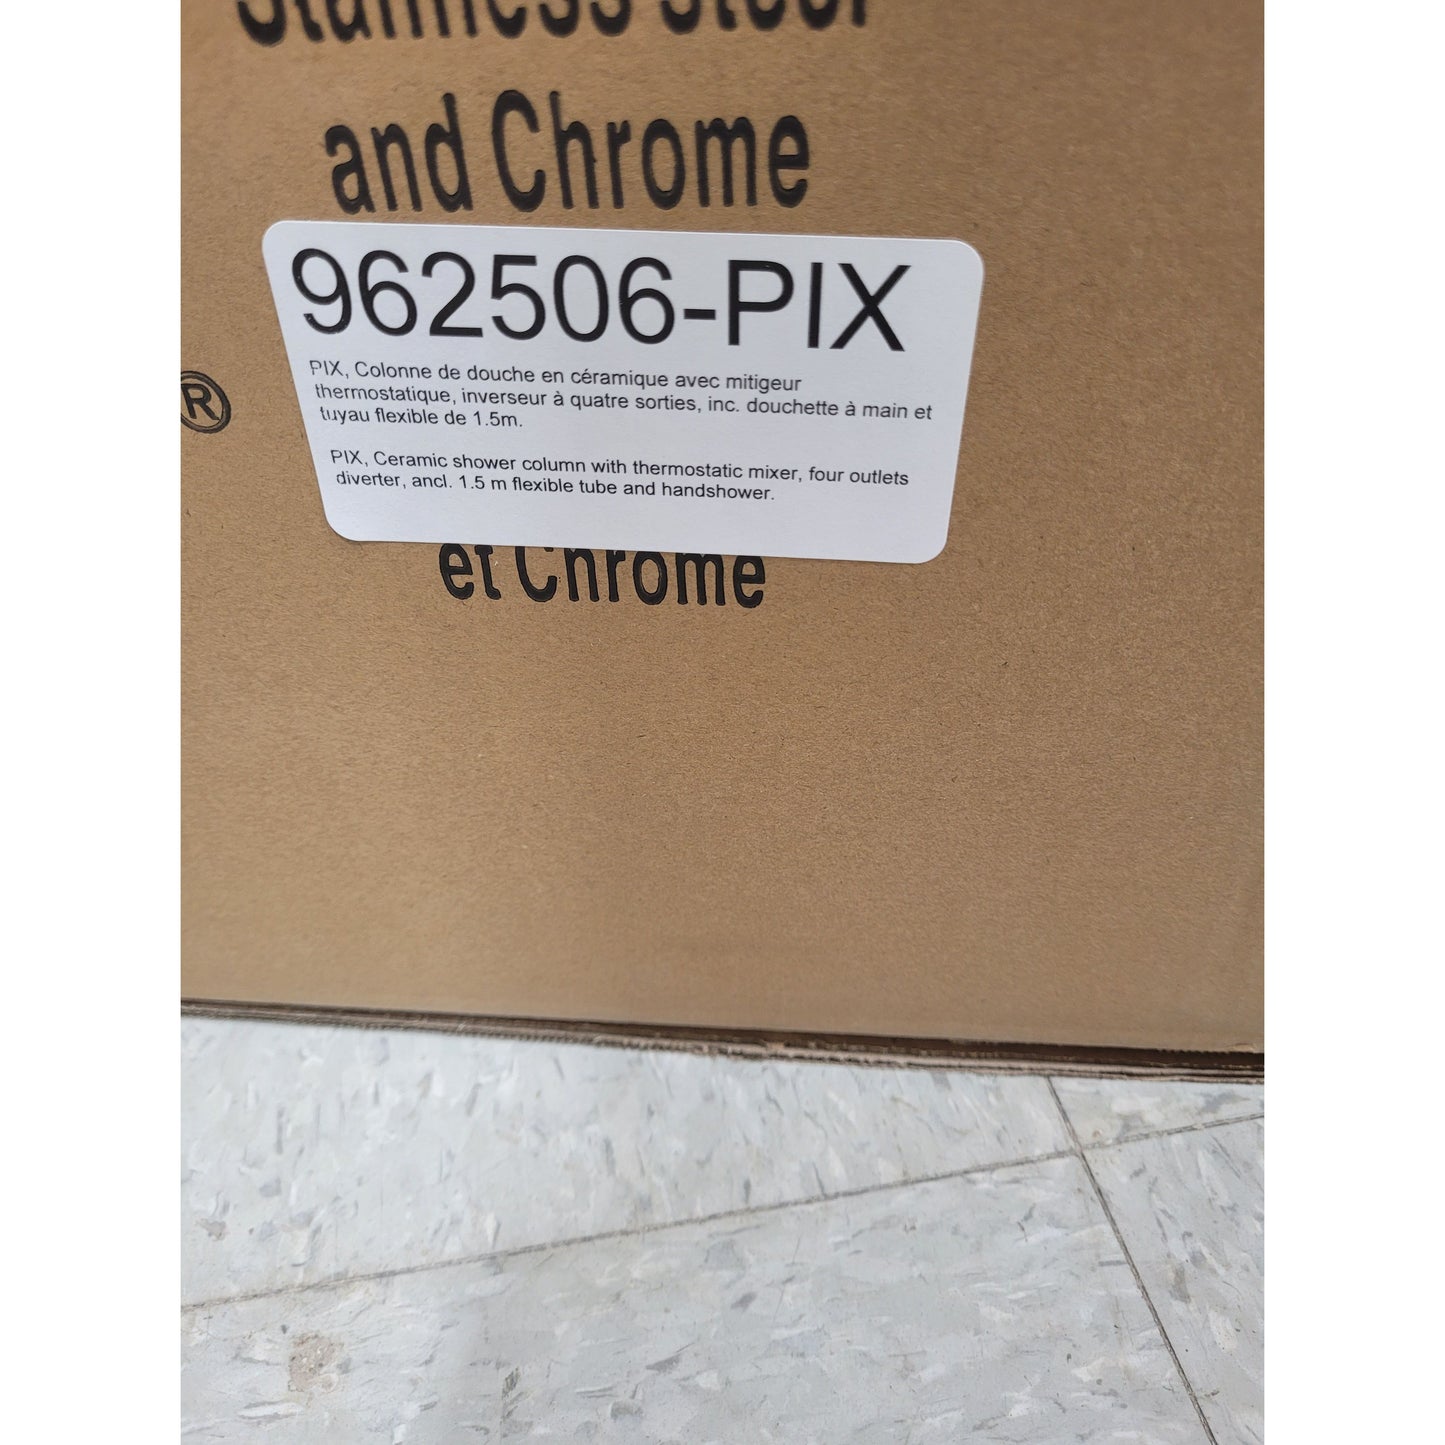 Stainless Steel
and Chrome
962506-PIX
PIX, Colonne de douche en céramique avec mitigeur
thermostatique, inverseur à quatre sorties, inc. douchette à main et
tuyau flexible de 1.5m.
®
PIX, Ceramic shower column with thermostatic mixer, four outlets
diverter, ancl. 1.5 m flexible tube and handshower.
et Chrome